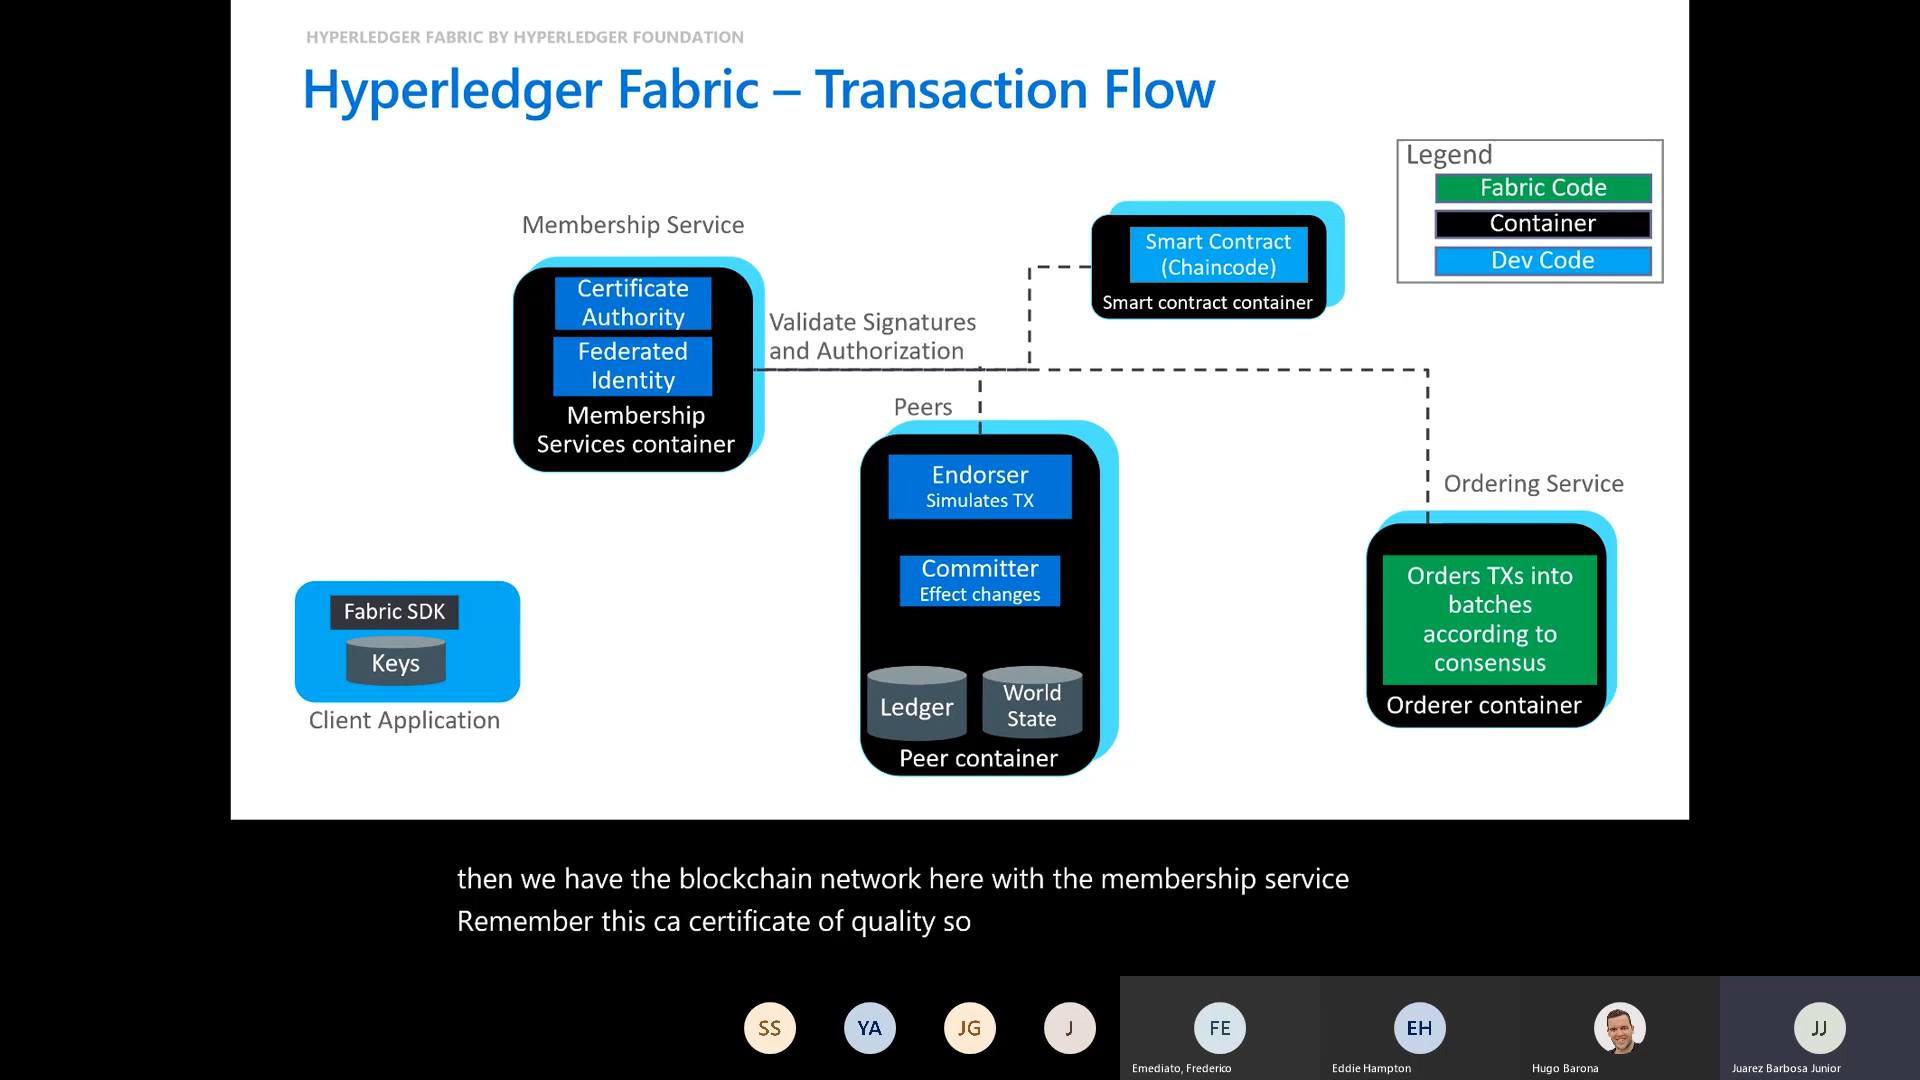 HYPERLEDGER FABRIC BY HYPERLEDGER FOUNDATION
Hyperledger Fabric – Transaction Flow
Legend
Fabric Code
Container
Dev Code
Membership Service
Certificate
Authority
Federated
Identity
Membership
Services container
Validate Signatures
and Authorization
Smart Contract
(Chaincode)
Smart contract container
Peers
Endorser
Simulates TX
Committer
Effect changes
Ledger
World
State
Peer container
Ordering Service
Orders TXs into
batches
according to
consensus
Orderer container
Fabric SDK
Keys
Client Application
then we have the blockchain network here with the membership service
Remember this ca certificate of quality so
SS
YA
JG
J
FE
Emediato, Frederico
EH
Eddie Hampton
Hugo Barona
JJ
Juarez Barbosa Junior